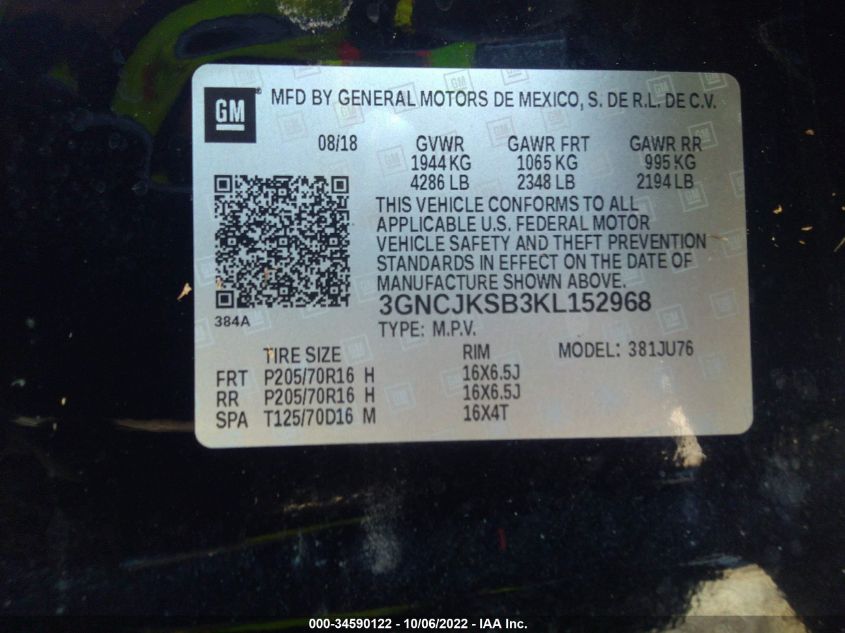 GM ® MFD BY GENERAL MOTORS DE MEXICO, S. DE R.L. DE C.V.
08/18 GVWR GAWR FRT GAWR RR
1944 KG 1065 KG 995 KG
4286 LB 2348 LB 2194 LB
THIS VEHICLE CONFORMS TO ALL
APPLICABLE U.S. FEDERAL MOTOR
VEHICLE SAFETY AND THEFT PREVENTION
STANDARDS IN EFFECT ON THE DATE OF
MANUFACTURE SHOWN ABOVE.
3GNCJKSB3KL152968
384A
TYPE: M.P.V.
TIRE SIZE RIM MODEL: 381JU76
FRT P205/70R16 H 16X6.5J
RR P205/70R16 H 16X6.5J
SPA T125/70D16 M 16X4T
000-34590122 - 10/06/2022 - IAA Inc.